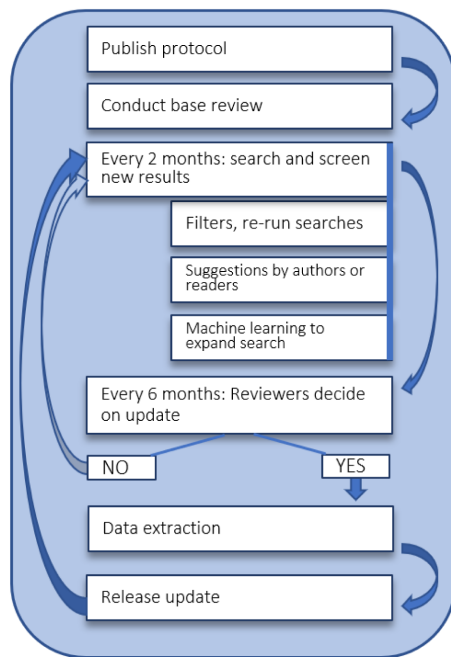 Publish protocol
Conduct base review
Every 2 months: search and screen
new results
Filters, re-run searches
Suggestions by authors or
readers
Machine learning to
expand search
Every 6 months: Reviewers decide
on update
NO
YES
Data extraction
Release update